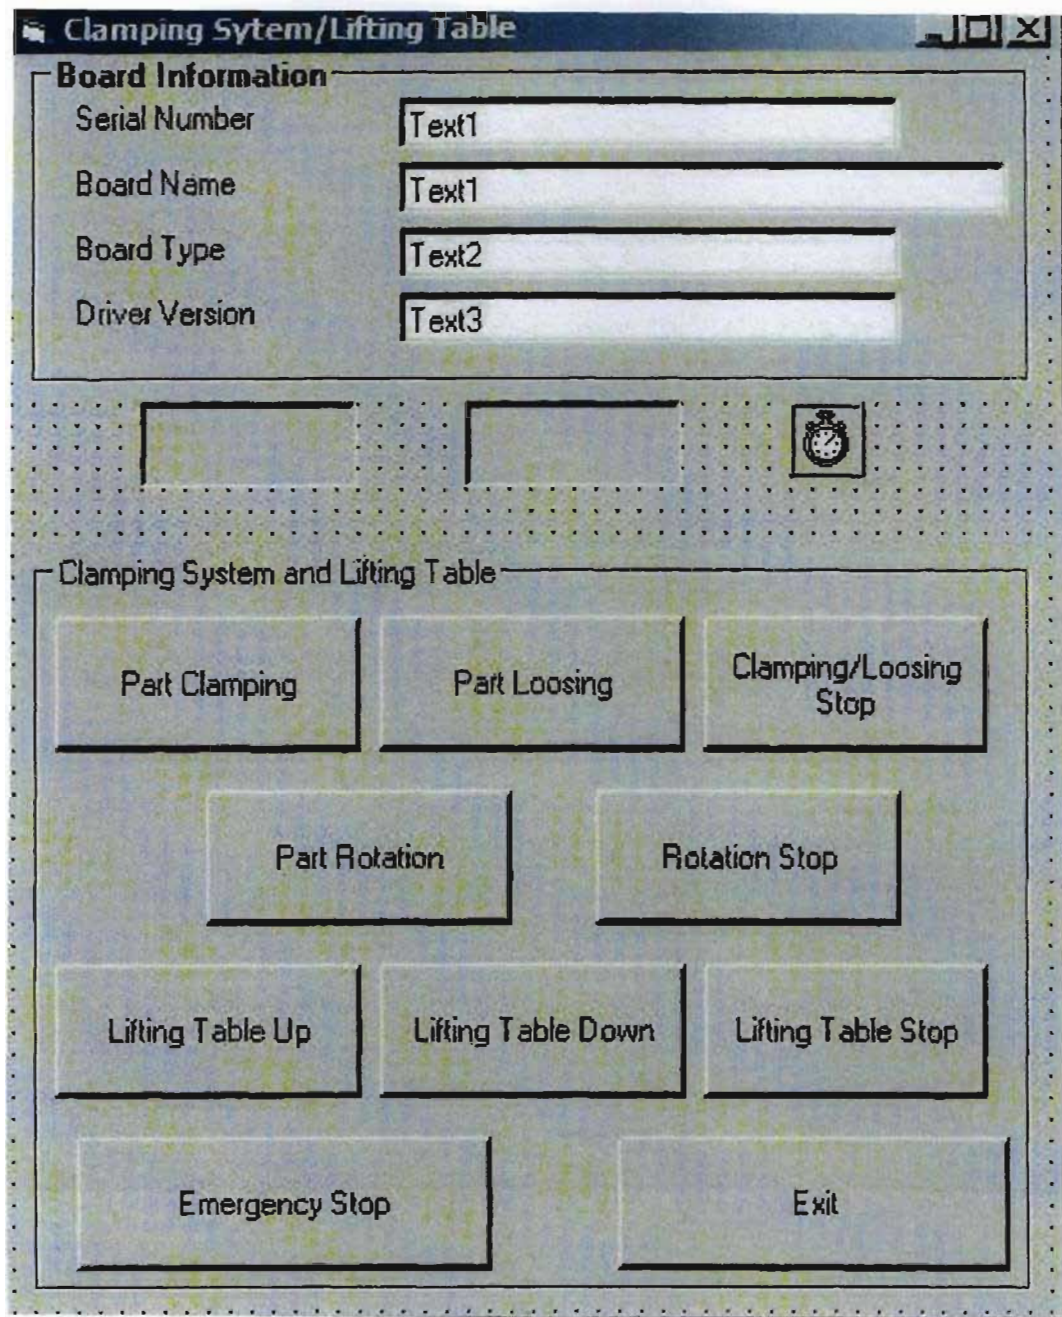 Clamping Sytem/Lifting Table
Board Information
Serial Number
Text1
Board Name
Text1
Board Type
Text2
Driver Version
Text3
Clamping System and Lifting Table
Part Clamping
Part Loosing
Clamping/Loosing
Stop
Part Rotation
Rotation Stop
Lifting Table Up
Lifting Table Down
Lifting Table Stop
Emergency Stop
Exit